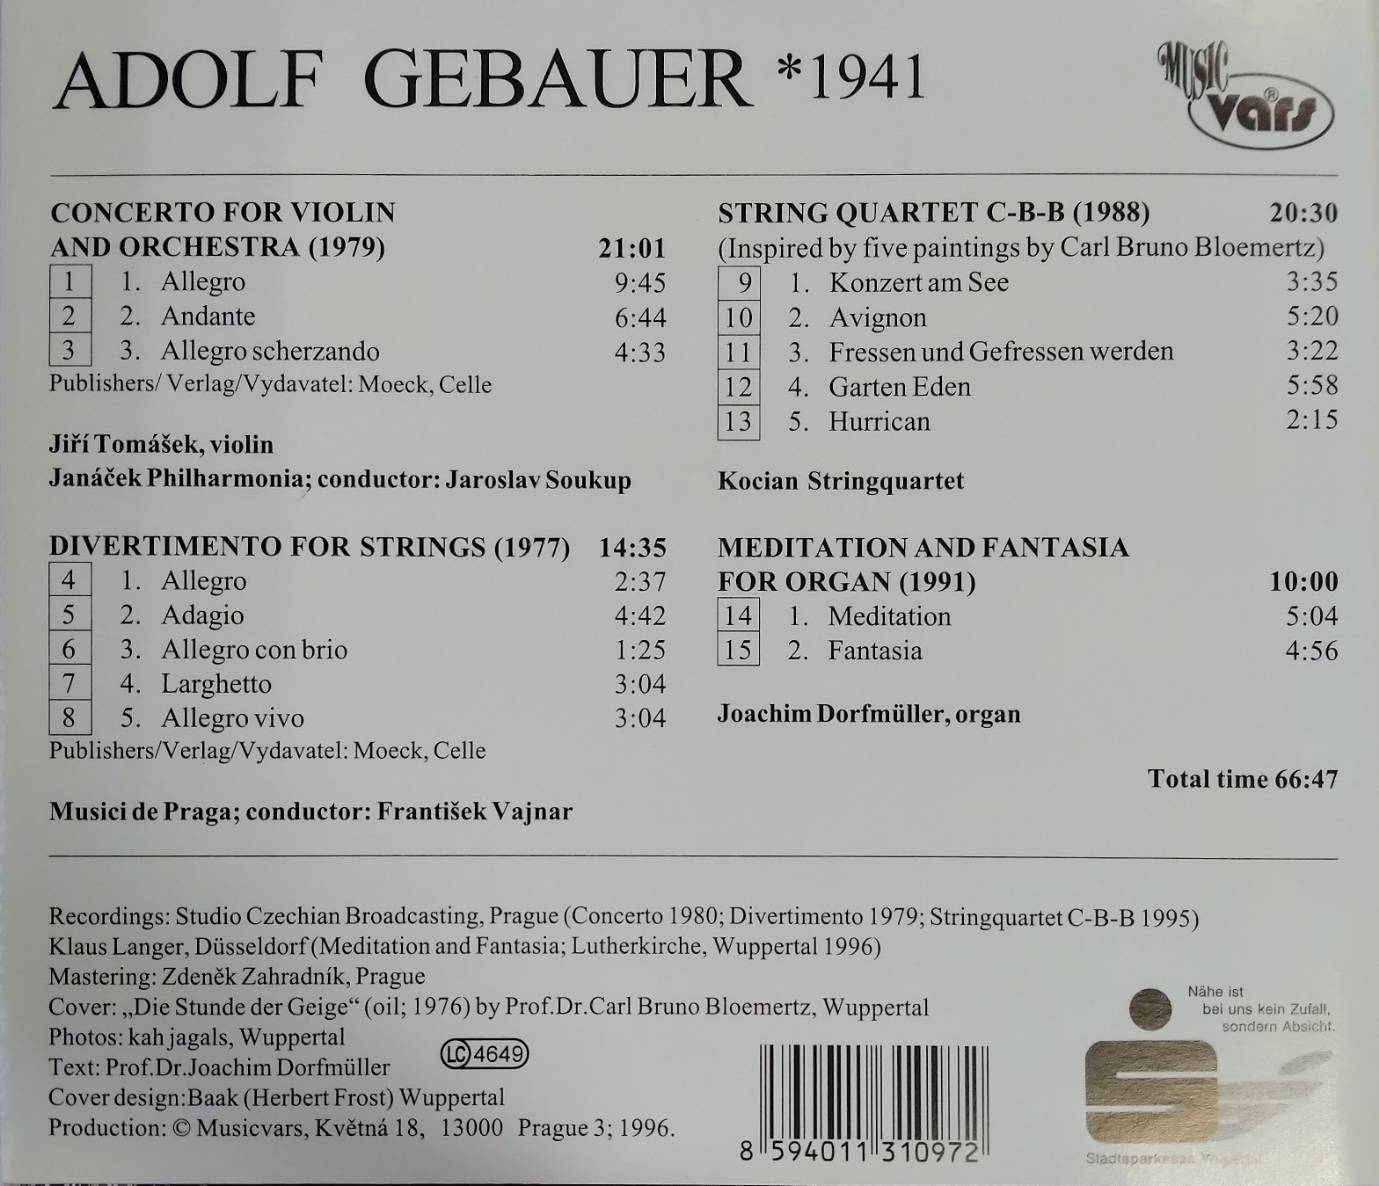 ADOLF GEBAUER *1941
MUSIC
vars®
CONCERTO FOR VIOLIN
AND ORCHESTRA (1979) 21:01
1 1. Allegro 9:45
2 2. Andante 6:44
3 3. Allegro scherzando 4:33
Publishers/ Verlag/Vydavatel: Moeck, Celle
Jiří Tomášek, violin
Janáček Philharmonia; conductor: Jaroslav Soukup
DIVERTIMENTO FOR STRINGS (1977) 14:35
4 1. Allegro 2:37
5 2. Adagio 4:42
6 3. Allegro con brio 1:25
7 4. Larghetto 3:04
8 5. Allegro vivo 3:04
Publishers/Verlag/Vydavatel: Moeck, Celle
Musici de Praga; conductor: František Vajnar
STRING QUARTET C-B-B (1988) 20:30
(Inspired by five paintings by Carl Bruno Bloemertz)
9 1. Konzert am See 3:35
10 2. Avignon 5:20
11 3. Fressen und Gefressen werden 3:22
12 4. Garten Eden 5:58
13 5. Hurrican 2:15
Kocian Stringquartet
MEDITATION AND FANTASIA
FOR ORGAN (1991) 10:00
14 1. Meditation 5:04
15 2. Fantasia 4:56
Joachim Dorfmüller, organ
Total time 66:47
Recordings: Studio Czechian Broadcasting, Prague (Concerto 1980; Divertimento 1979; Stringquartet C-B-B 1995)
Klaus Langer, Düsseldorf (Meditation and Fantasia; Lutherkirche, Wuppertal 1996)
Mastering: Zdeněk Zahradník, Prague
Cover: „Die Stunde der Geige“ (oil; 1976) by Prof.Dr.Carl Bruno Bloemertz, Wuppertal
Photos: kah jagals, Wuppertal
Text: Prof.Dr.Joachim Dorfmüller
Cover design:Baak (Herbert Frost) Wuppertal
Production: © Musicvars, Květná 18, 13000 Prague 3; 1996.
LC 4649
8 594011 310972
Nähe ist
bei uns kein Zufall,
sondern Absicht.
Stadtsparkasse Wuppertal